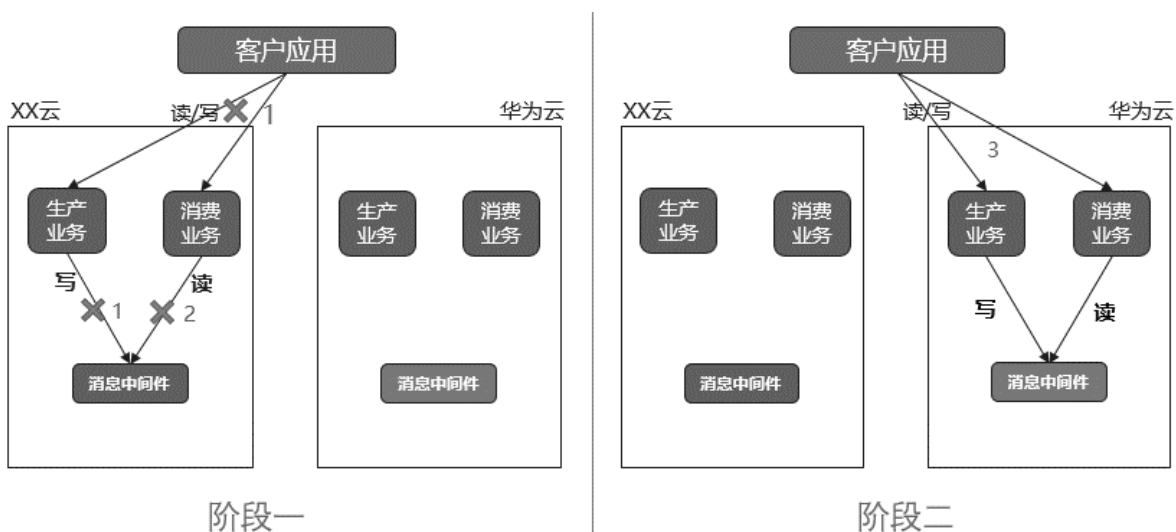 客户应用
XX云
读/写
1
华为云
生产
业务
消费
业务
生产
业务
消费
业务
写
1
读
2
消息中间件
消息中间件
阶段一
客户应用
XX云
读/写
华为云
3
生产
业务
消费
业务
生产
业务
消费
业务
写
读
消息中间件
消息中间件
阶段二